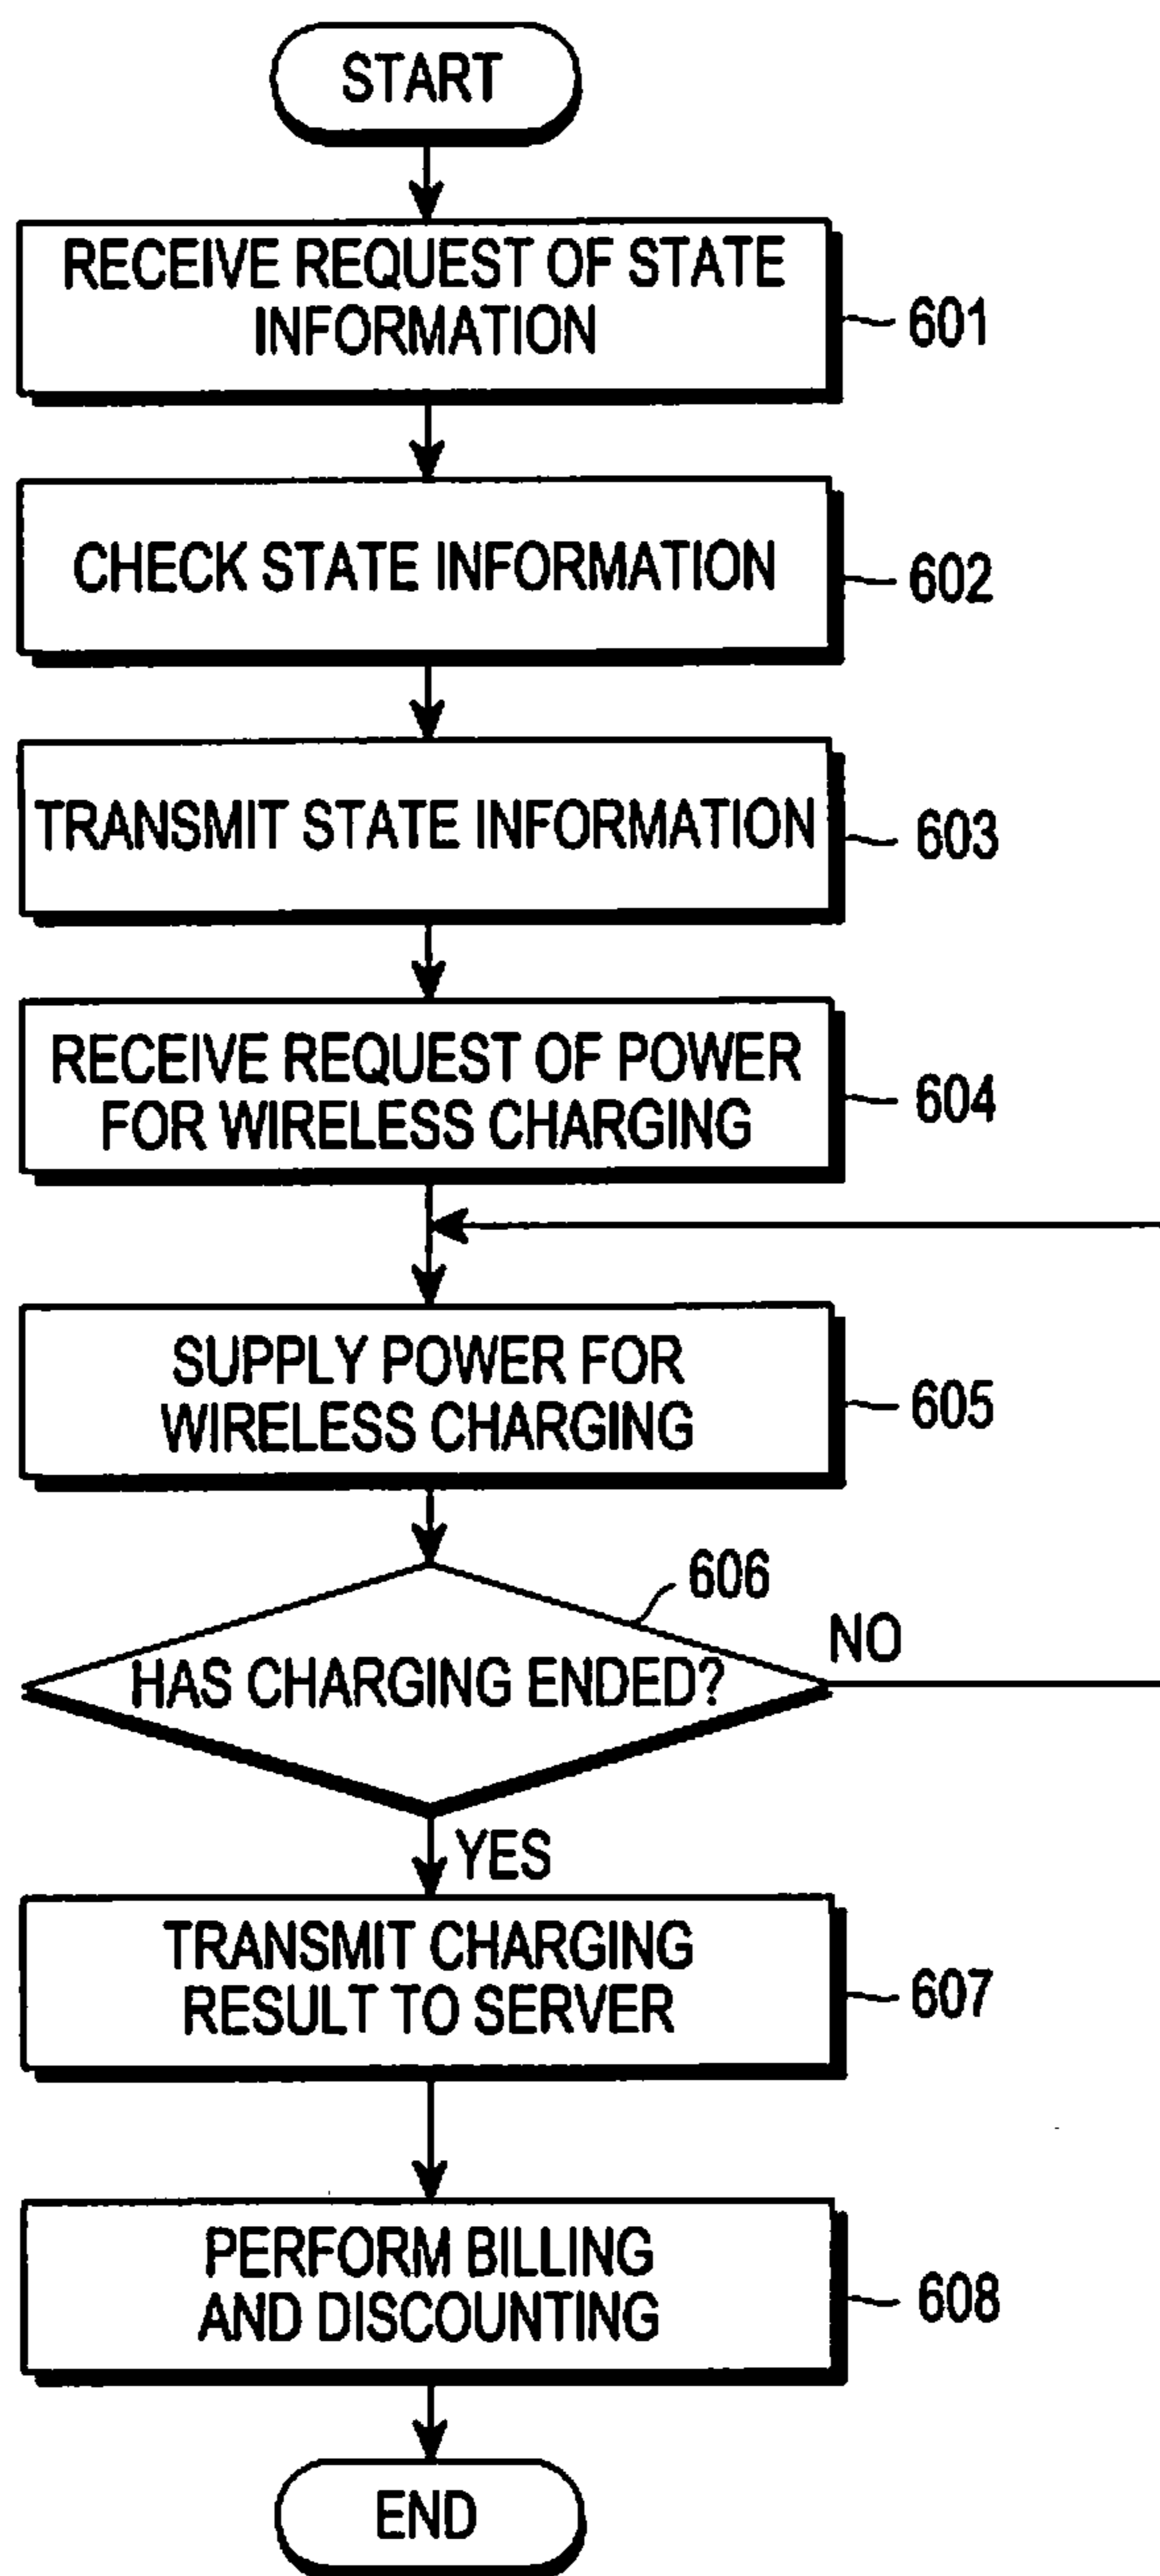 START
RECEIVE REQUEST OF STATE
INFORMATION
601
CHECK STATE INFORMATION
602
TRANSMIT STATE INFORMATION
603
RECEIVE REQUEST OF POWER
FOR WIRELESS CHARGING
604
SUPPLY POWER FOR
WIRELESS CHARGING
605
606
HAS CHARGING ENDED?
NO
YES
TRANSMIT CHARGING
RESULT TO SERVER
607
PERFORM BILLING
AND DISCOUNTING
608
END